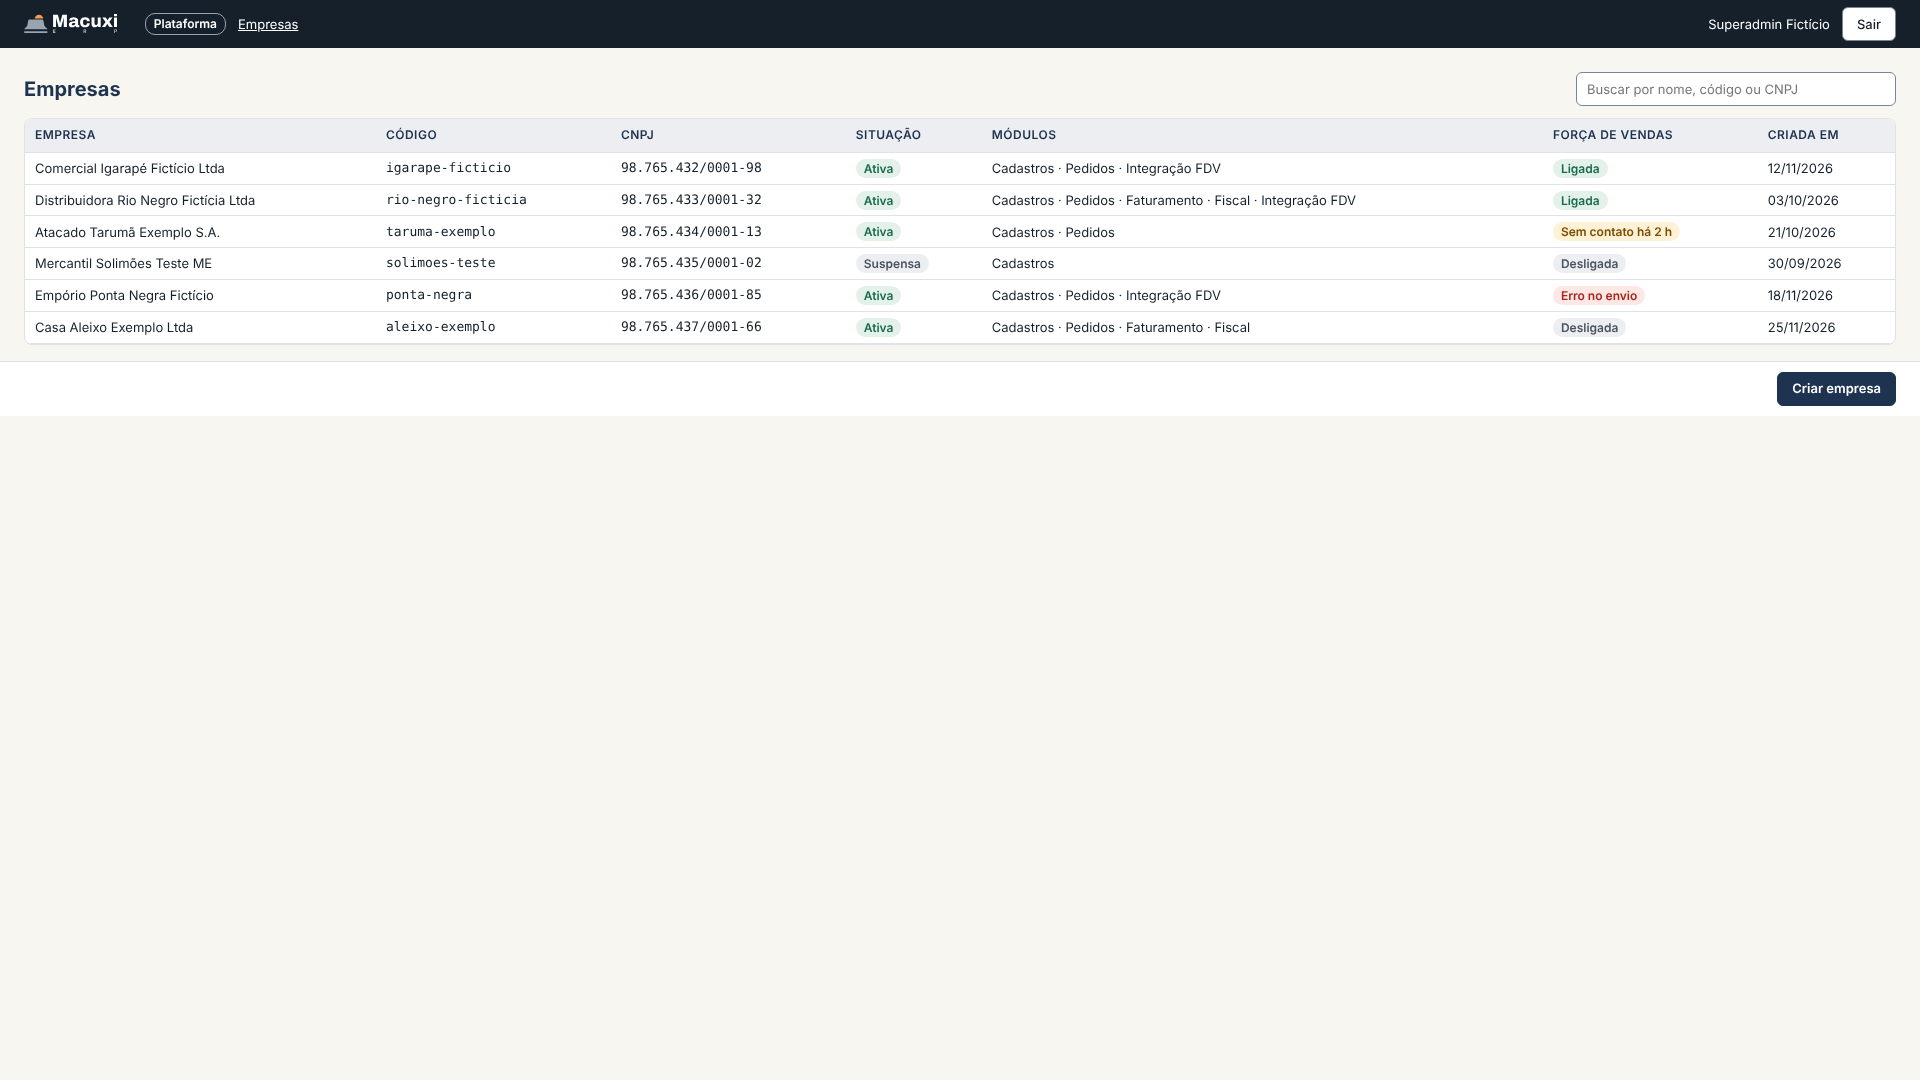 Macuxi
E R P
Plataforma
Empresas
Superadmin Fictício
Sair
Empresas
Buscar por nome, código ou CNPJ
EMPRESA CÓDIGO CNPJ SITUAÇÃO MÓDULOS FORÇA DE VENDAS CRIADA EM
Comercial Igarapé Fictício Ltda igarape-ficticio 98.765.432/0001-98 Ativa Cadastros · Pedidos · Integração FDV Ligada 12/11/2026
Distribuidora Rio Negro Fictícia Ltda rio-negro-ficticia 98.765.433/0001-32 Ativa Cadastros · Pedidos · Faturamento · Fiscal · Integração FDV Ligada 03/10/2026
Atacado Tarumã Exemplo S.A. taruma-exemplo 98.765.434/0001-13 Ativa Cadastros · Pedidos Sem contato há 2 h 21/10/2026
Mercantil Solimões Teste ME solimoes-teste 98.765.435/0001-02 Suspensa Cadastros Desligada 30/09/2026
Empório Ponta Negra Fictício ponta-negra 98.765.436/0001-85 Ativa Cadastros · Pedidos · Integração FDV Erro no envio 18/11/2026
Casa Aleixo Exemplo Ltda aleixo-exemplo 98.765.437/0001-66 Ativa Cadastros · Pedidos · Faturamento · Fiscal Desligada 25/11/2026
Criar empresa